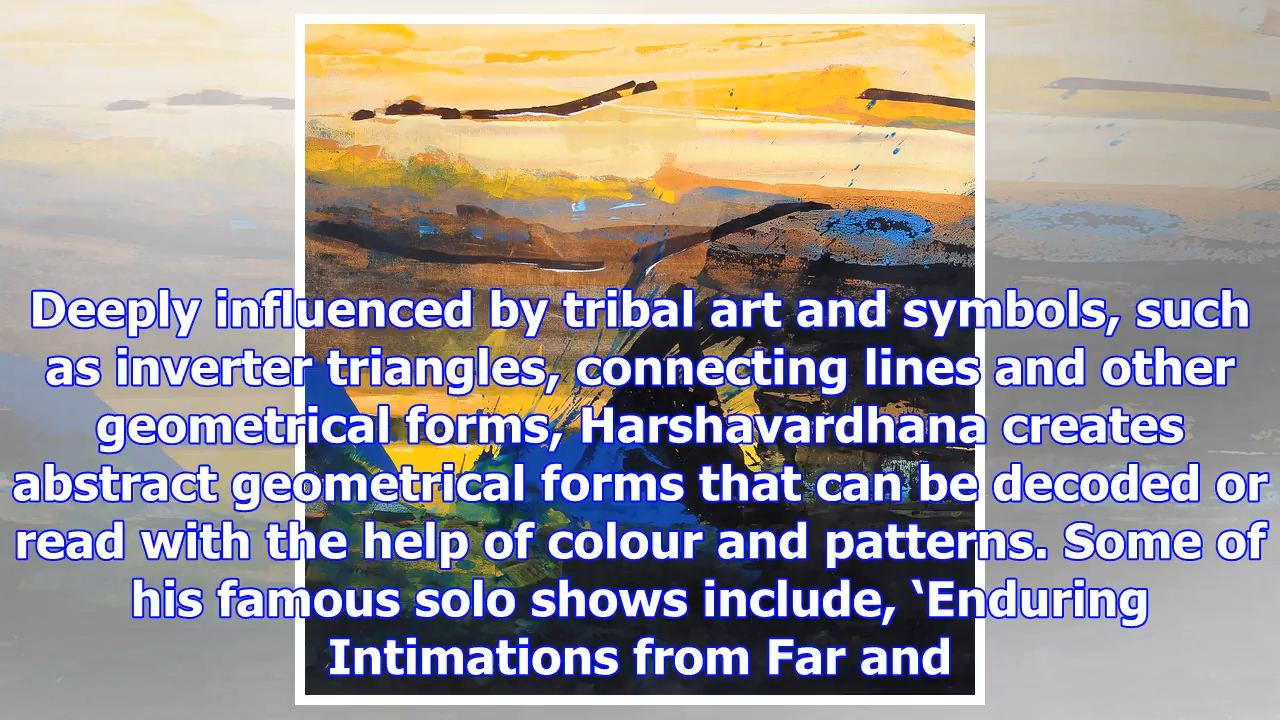 Deeply influenced by tribal art and symbols, such
as inverter triangles, connecting lines and other
geometrical forms, Harshavardhana creates
abstract geometrical forms that can be decoded or
read with the help of colour and patterns. Some of
his famous solo shows include, ‘Enduring
Intimations from Far and